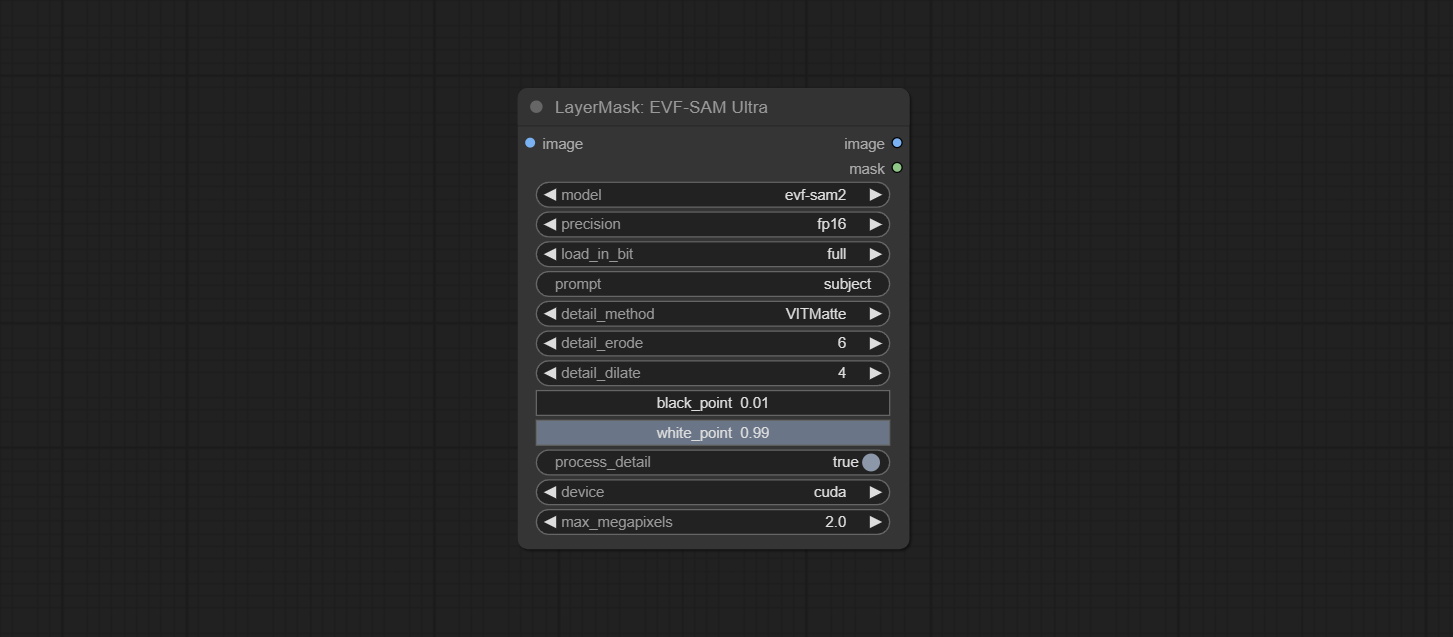 LayerMask: EVF-SAM Ultra
image image
mask
model evf-sam2
precision fp16
load_in_bit full
prompt subject
detail_method VITMatte
detail_erode 6
detail_dilate 4
black_point 0.01
white_point 0.99
process_detail true
device cuda
max_megapixels 2.0